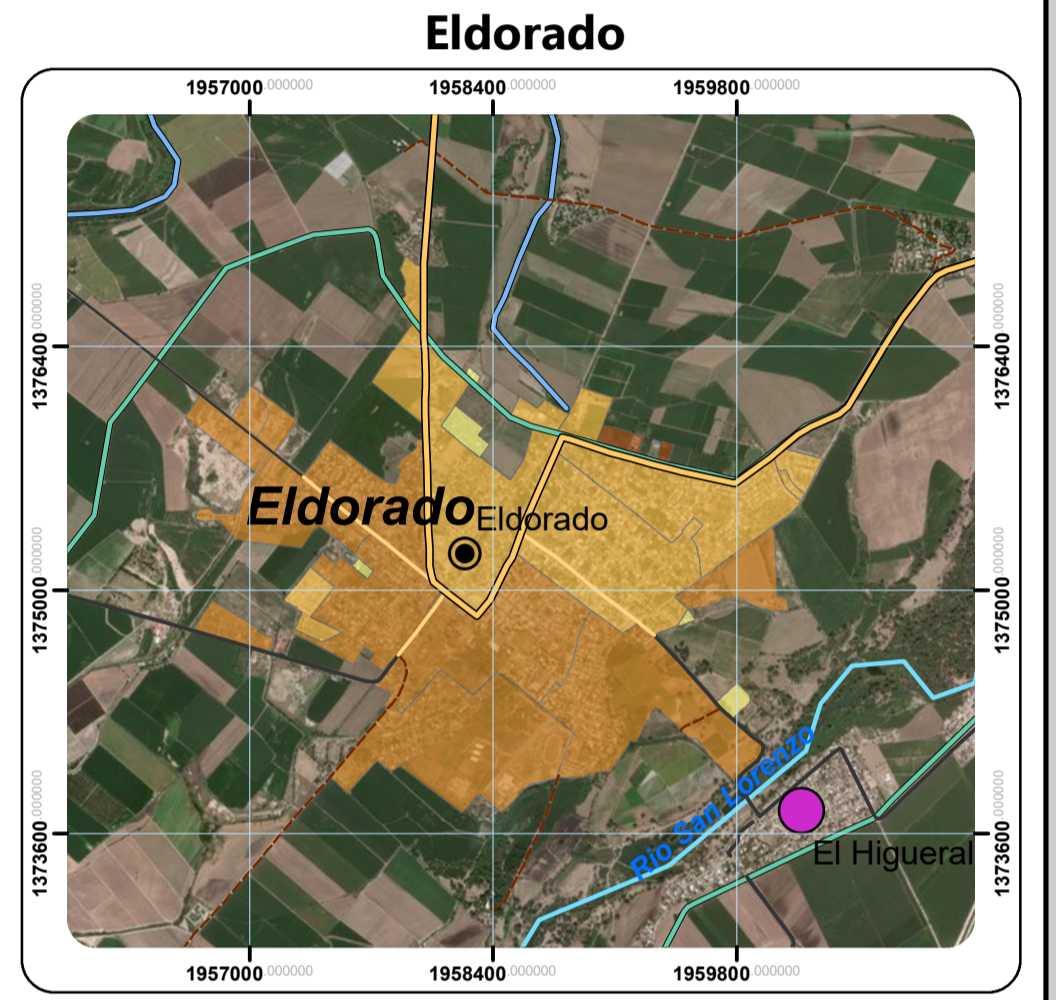 Eldorado
1957000.000000 1958400.000000 1959800.000000
1376400.000000 1376400.000000
Eldorado Eldorado
1375000.000000 1375000.000000
Rio San Lorenzo
El Higueral
1373600.000000 1373600.000000
1957000.000000 1958400.000000 1959800.000000